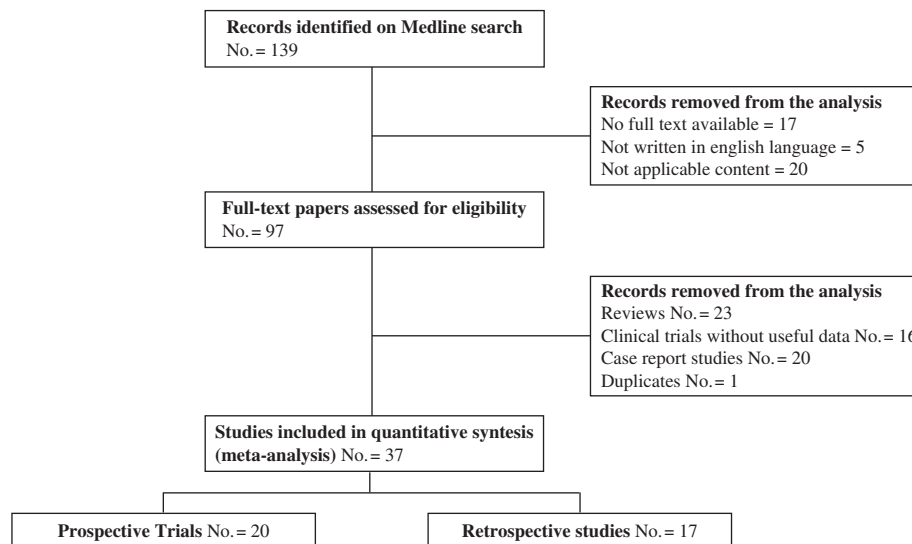 Records identified on Medline search
No. = 139
Records removed from the analysis
No full text available = 17
Not written in english language = 5
Not applicable content = 20
Full-text papers assessed for eligibility
No. = 97
Records removed from the analysis
Reviews No. = 23
Clinical trials without useful data No. = 16
Case report studies No. = 20
Duplicates No. = 1
Studies included in quantitative syntesis
(meta-analysis) No. = 37
Prospective Trials No. = 20
Retrospective studies No. = 17